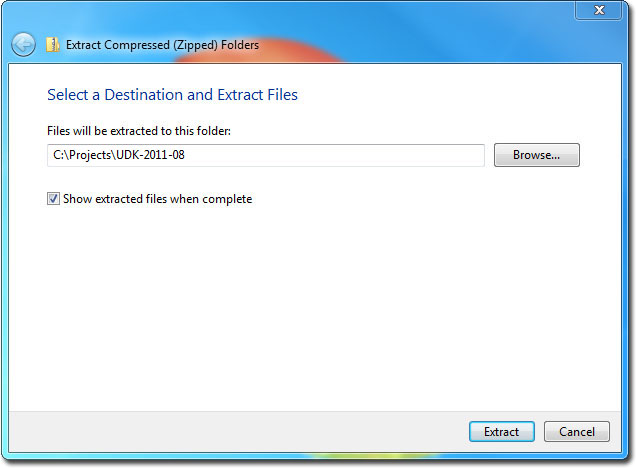 Extract Compressed (Zipped) Folders
Select a Destination and Extract Files
Files will be extracted to this folder:
C:\Projects\UDK-2011-08
Browse...
Show extracted files when complete
Extract
Cancel